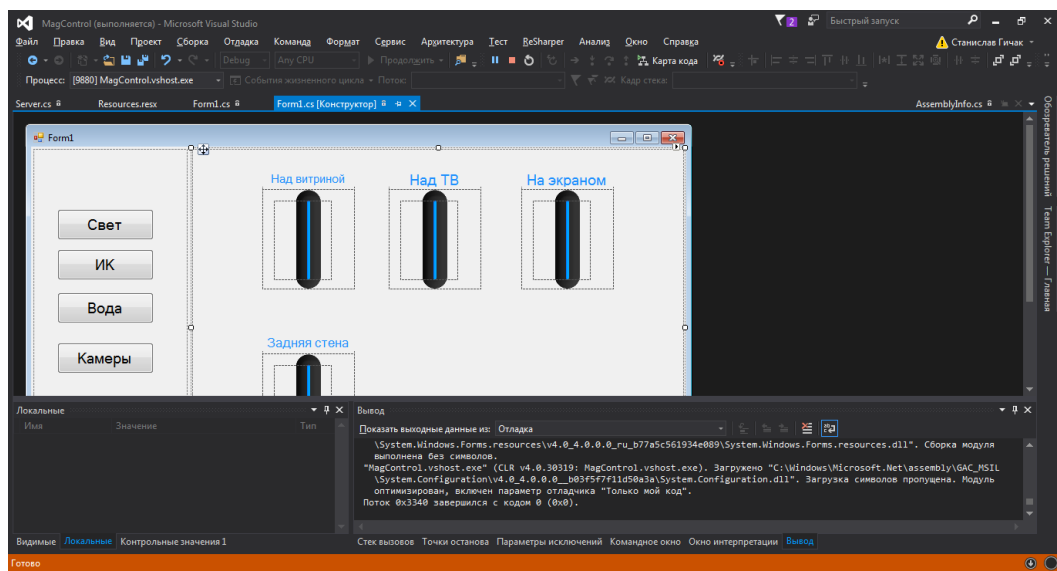 MagControl (выполняется) - Microsoft Visual Studio
2
Быстрый запуск
Файл Правка Вид Проект Сборка Отладка Команда Формат Сервис Архитектура Тест ReSharper Анализ Окно Справка
Станислав Гичак
Debug Any CPU Продолжить Карта кода
Процесс: [9880] MagControl.vshost.exe События жизненного цикла Поток: Кадр стека:
Server.cs Resources.resx Form1.cs Form1.cs [Конструктор] AssemblyInfo.cs
Обозреватель решений
Team Explorer — Главная
Form1
Над витриной Над ТВ На экраном
Свет
ИК
Вода
Камеры
Задняя стена
Локальные
Имя Значение Тип
Вывод
Показать выходные данные из: Отладка
\System.Windows.Forms.resources\v4.0_4.0.0.0_ru_b77a5c561934e089\System.Windows.Forms.resources.dll". Сборка модуля
выполнена без символов.
"MagControl.vshost.exe" (CLR v4.0.30319: MagControl.vshost.exe). Загружено "C:\Windows\Microsoft.Net\assembly\GAC_MSIL
\System.Configuration\v4.0_4.0.0.0__b03f5f7f11d50a3a\System.Configuration.dll". Загрузка символов пропущена. Модуль
оптимизирован, включен параметр отладчика "Только мой код".
Поток 0x3340 завершился с кодом 0 (0x0).
Видимые Локальные Контрольные значения 1
Стек вызовов Точки останова Параметры исключений Командное окно Окно интерпретации Вывод
Готово